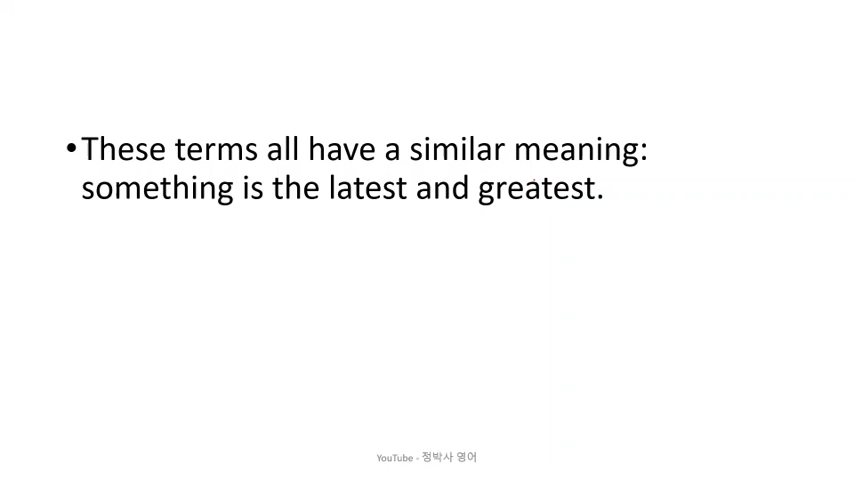 •These terms all have a similar meaning:
something is the latest and greatest.
YouTube - 정박사 영어